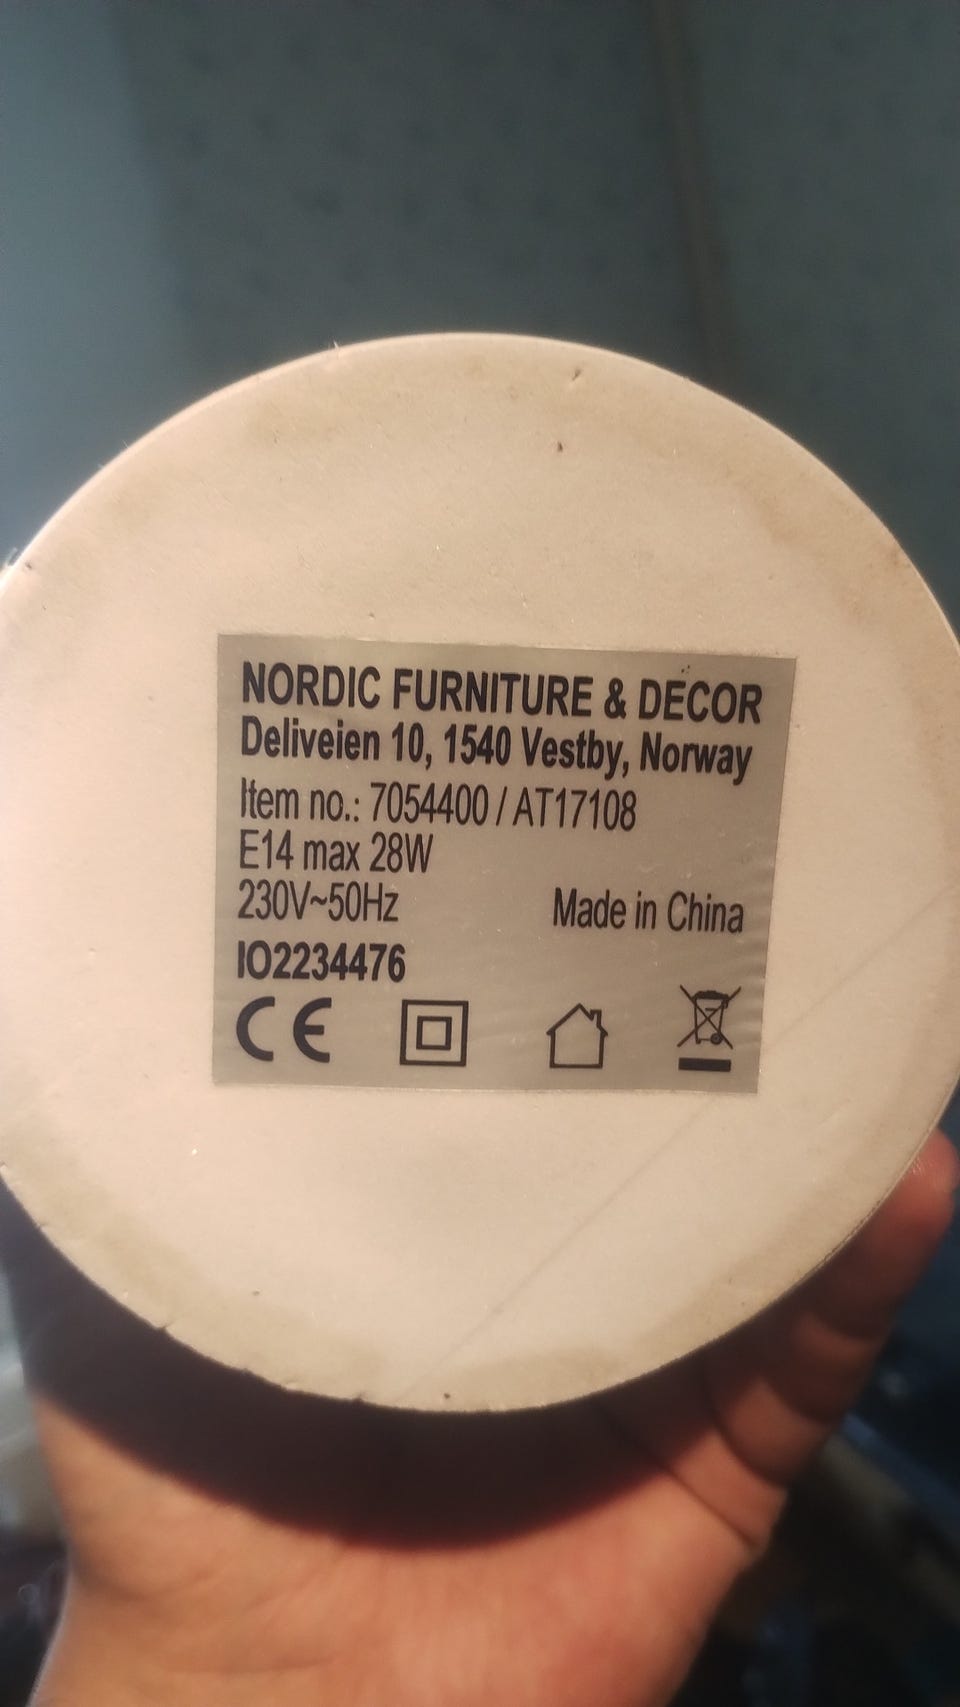 NORDIC FURNITURE & DECOR
Deliveien 10, 1540 Vestby, Norway
Item no.: 7054400 / AT17108
E14 max 28W
230V~50Hz Made in China
IO2234476
CE